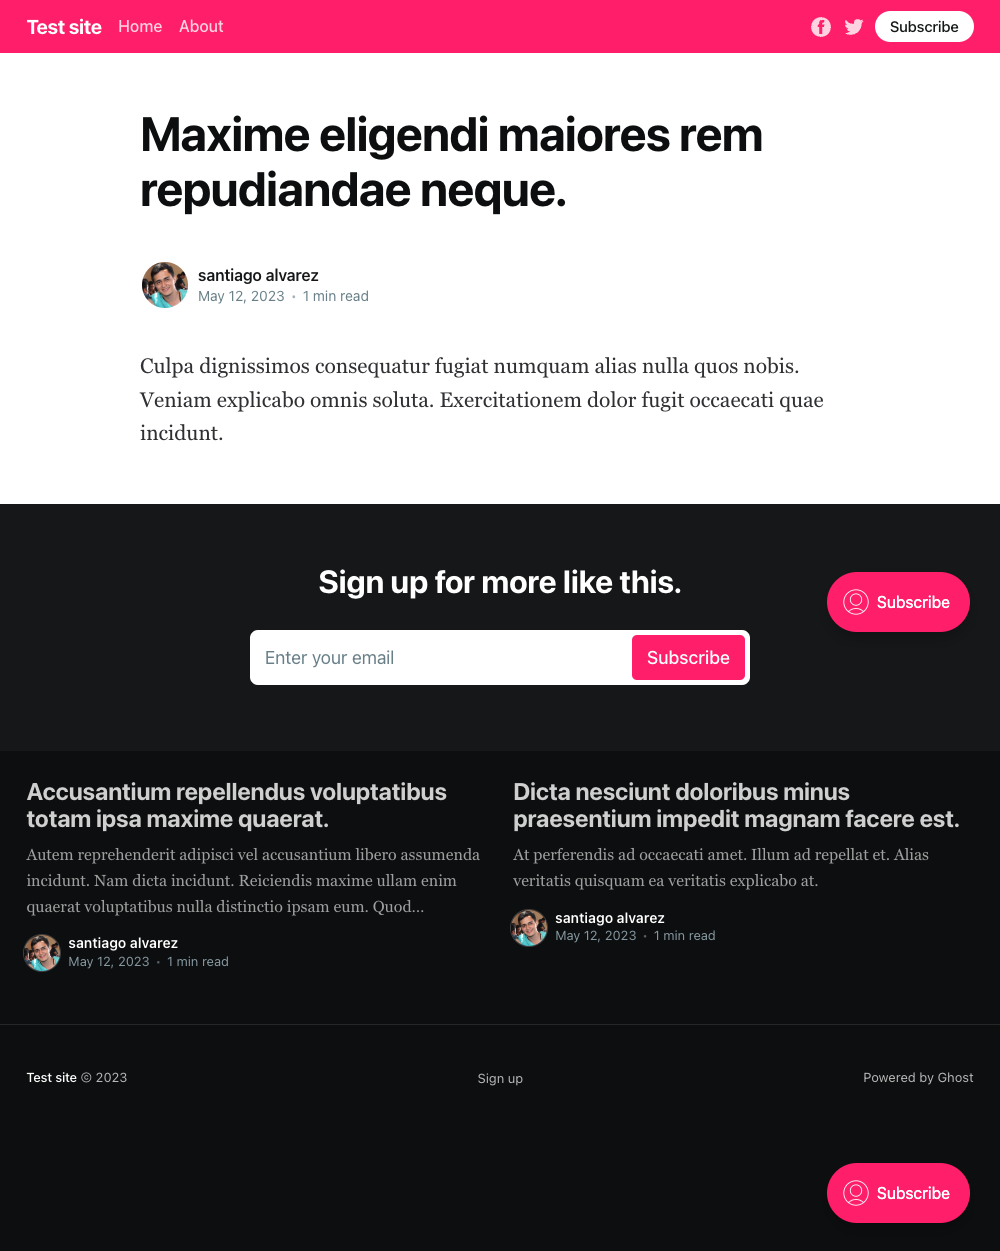 Test site Home About Subscribe
Maxime eligendi maiores rem
repudiandae neque.
santiago alvarez
May 12, 2023 • 1 min read
Culpa dignissimos consequatur fugiat numquam alias nulla quos nobis.
Veniam explicabo omnis soluta. Exercitationem dolor fugit occaecati quae
incidunt.
Sign up for more like this.
Subscribe
Enter your email Subscribe
Accusantium repellendus voluptatibus
totam ipsa maxime quaerat.
Autem reprehenderit adipisci vel accusantium libero assumenda
incidunt. Nam dicta incidunt. Reiciendis maxime ullam enim
quaerat voluptatibus nulla distinctio ipsam eum. Quod...
santiago alvarez
May 12, 2023 • 1 min read
Dicta nesciunt doloribus minus
praesentium impedit magnam facere est.
At perferendis ad occaecati amet. Illum ad repellat et. Alias
veritatis quisquam ea veritatis explicabo at.
santiago alvarez
May 12, 2023 • 1 min read
Test site © 2023 Sign up Powered by Ghost
Subscribe